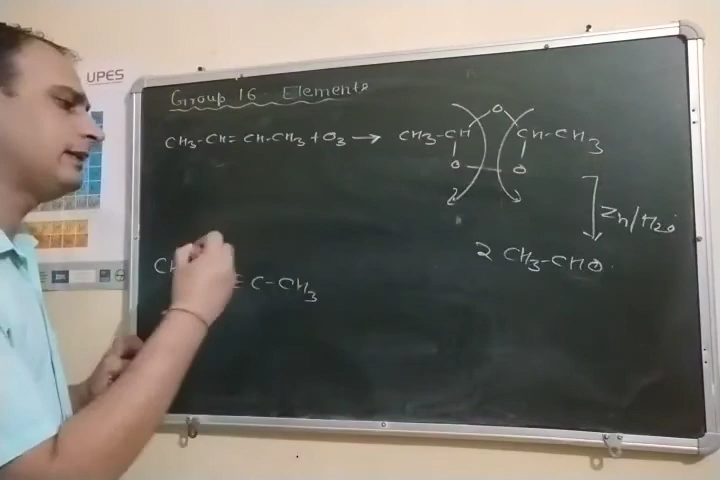 UPES
Group 16 Elements
CH3-CH=CH-CH3+O3→ CH3-CH O CH-CH3
O O
Zn/H2O
2 CH3-CHO
CH ≡C-CH3